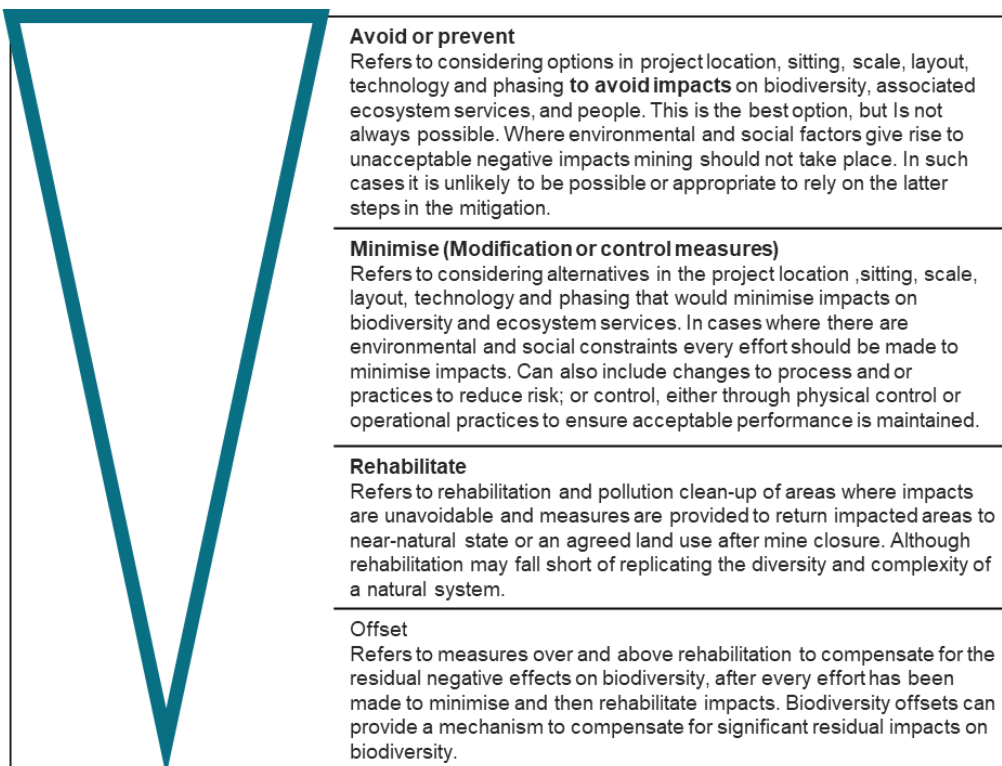 Avoid or prevent
Refers to considering options in project location, sitting, scale, layout,
technology and phasing to avoid impacts on biodiversity, associated
ecosystem services, and people. This is the best option, but Is not
always possible. Where environmental and social factors give rise to
unacceptable negative impacts mining should not take place. In such
cases it is unlikely to be possible or appropriate to rely on the latter
steps in the mitigation.
Minimise (Modification or control measures)
Refers to considering alternatives in the project location ,sitting, scale,
layout, technology and phasing that would minimise impacts on
biodiversity and ecosystem services. In cases where there are
environmental and social constraints every effort should be made to
minimise impacts. Can also include changes to process and or
practices to reduce risk; or control, either through physical control or
operational practices to ensure acceptable performance is maintained.
Rehabilitate
Refers to rehabilitation and pollution clean-up of areas where impacts
are unavoidable and measures are provided to return impacted areas to
near-natural state or an agreed land use after mine closure. Although
rehabilitation may fall short of replicating the diversity and complexity of
a natural system.
Offset
Refers to measures over and above rehabilitation to compensate for the
residual negative effects on biodiversity, after every effort has been
made to minimise and then rehabilitate impacts. Biodiversity offsets can
provide a mechanism to compensate for significant residual impacts on
biodiversity.